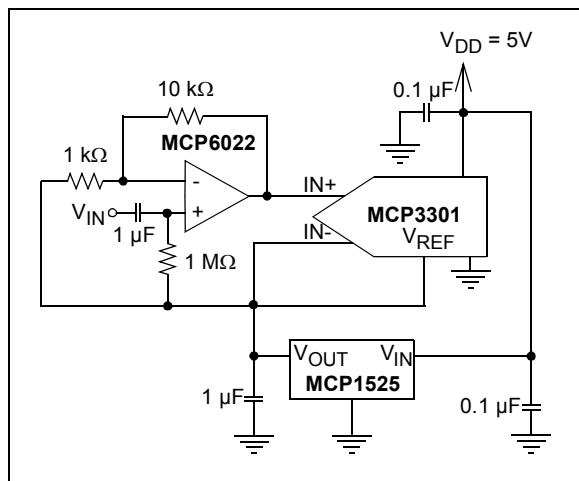 V_DD = 5V
0.1 µF
10 kΩ
MCP6022
1 kΩ
-
+
V_IN
1 µF
1 MΩ
IN+
IN-
MCP3301
V_REF
V_OUT
V_IN
MCP1525
1 µF
0.1 µF